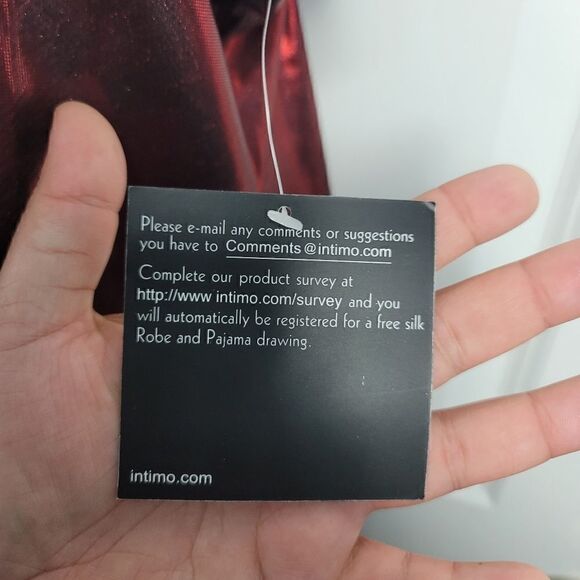 Please e-mail any comments or suggestions
you have to Comments@intimo.com
Complete our product survey at
http://www intimo.com/survey and you
will automatically be registered for a free silk
Robe and Pajama drawing.
intimo.com